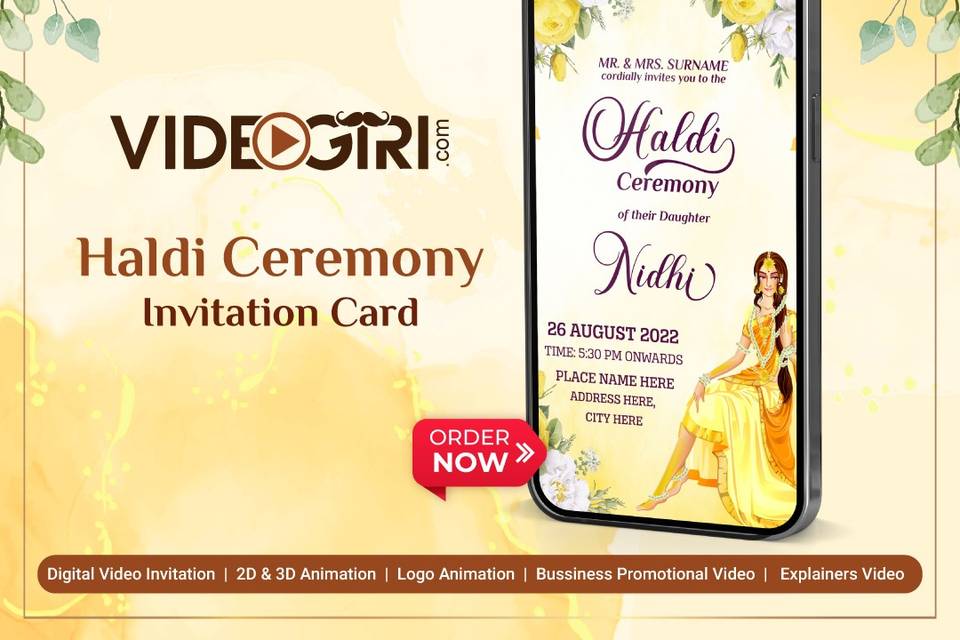 VIDEOGIRI.com
Haldi Ceremony
Invitation Card
MR. & MRS. SURNAME
cordially invites you to the
Haldi
Ceremony
of their Daughter
Nidhi
26 AUGUST 2022
TIME: 5:30 PM ONWARDS
PLACE NAME HERE
ADDRESS HERE,
CITY HERE
ORDER
NOW »
Digital Video Invitation | 2D & 3D Animation | Logo Animation | Bussiness Promotional Video | Explainers Video